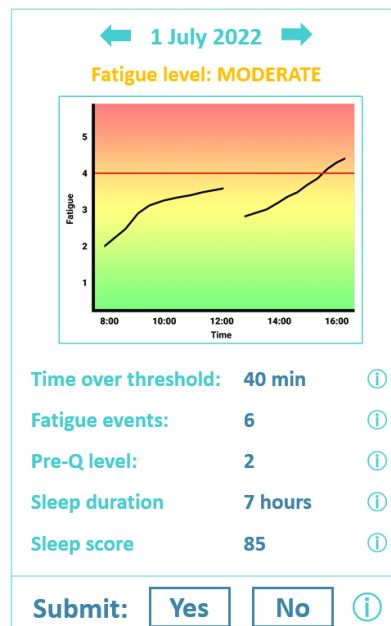 1 July 2022
Fatigue level: MODERATE
5
4
3
2
1
Fatigue
8:00 10:00 12:00 14:00 16:00
Time
Time over threshold: 40 min
Fatigue events: 6
Pre-Q level: 2
Sleep duration 7 hours
Sleep score 85
Submit: Yes No